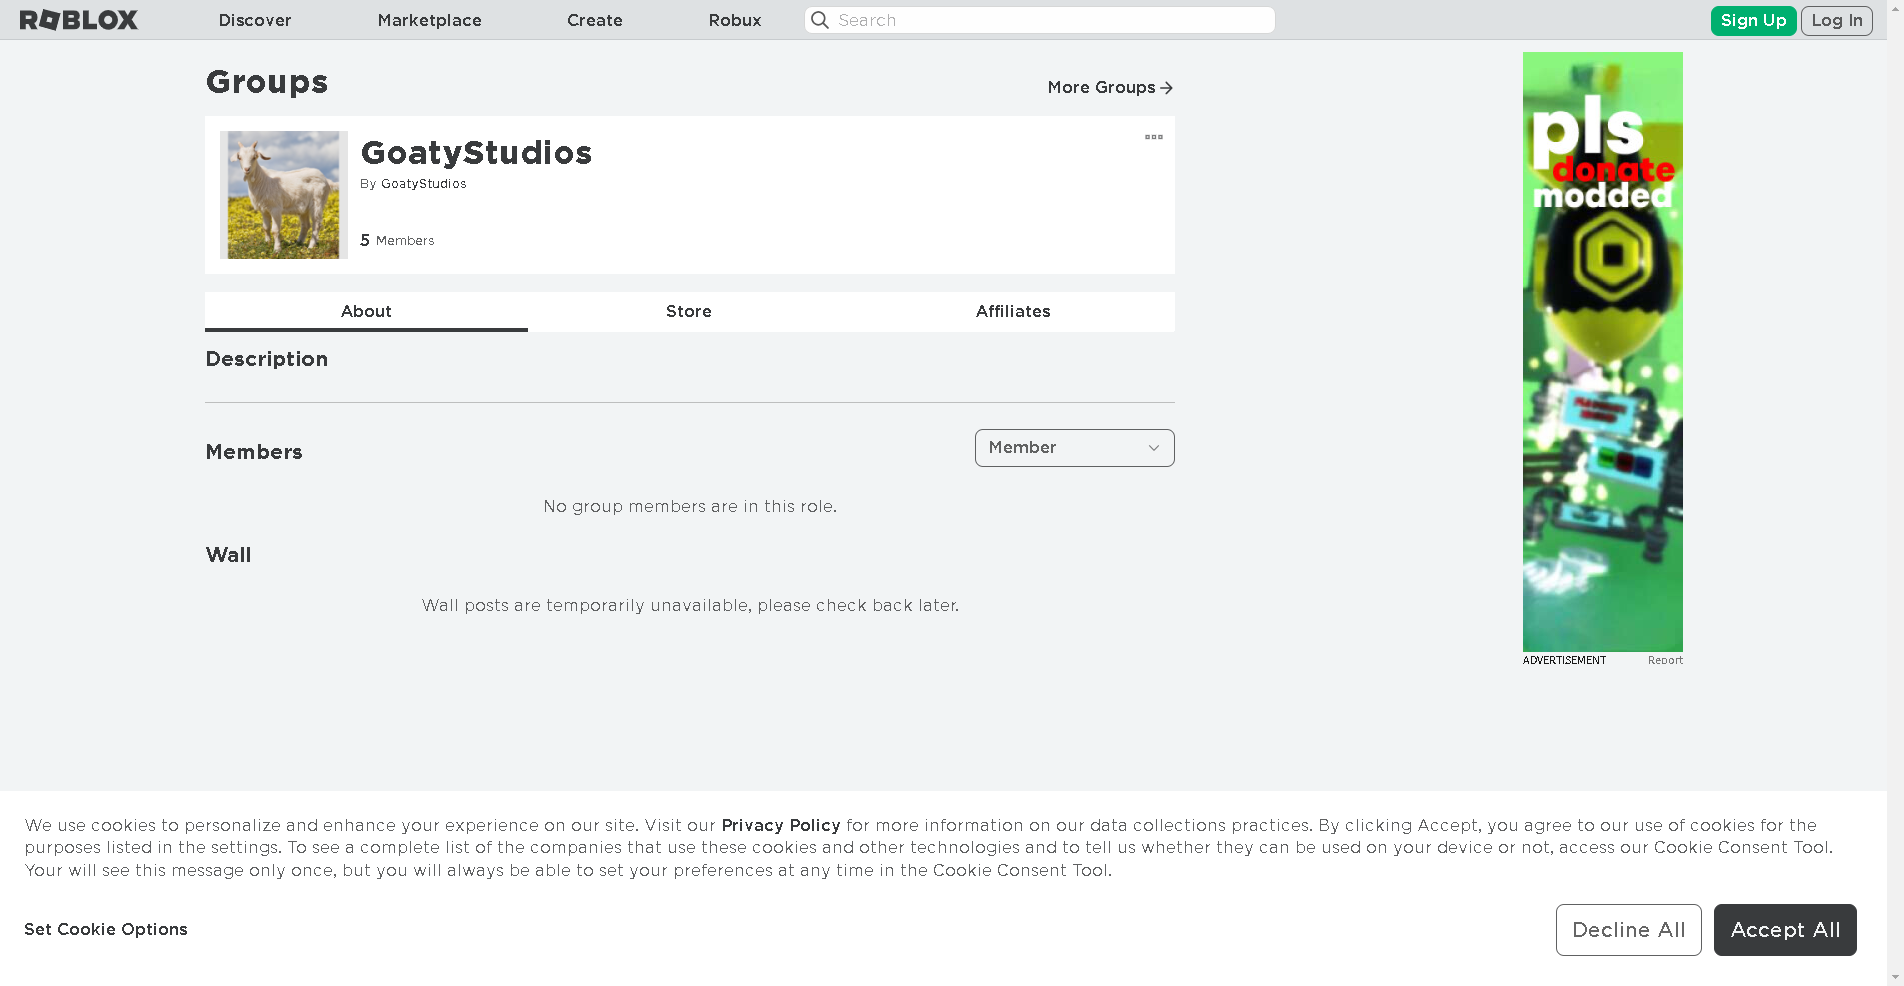 ROBLOX Discover Marketplace Create Robux Search Sign Up Log In
Groups
More Groups
GoatyStudios
By GoatyStudios
5 Members
About Store Affiliates
Description
Members
Member
No group members are in this role.
Wall
Wall posts are temporarily unavailable, please check back later.
pls
donate
modded
ADVERTISEMENT Report
We use cookies to personalize and enhance your experience on our site. Visit our Privacy Policy for more information on our data collections practices. By clicking Accept, you agree to our use of cookies for the
purposes listed in the settings. To see a complete list of the companies that use these cookies and other technologies and to tell us whether they can be used on your device or not, access our Cookie Consent Tool.
Your will see this message only once, but you will always be able to set your preferences at any time in the Cookie Consent Tool.
Set Cookie Options
Decline All
Accept All